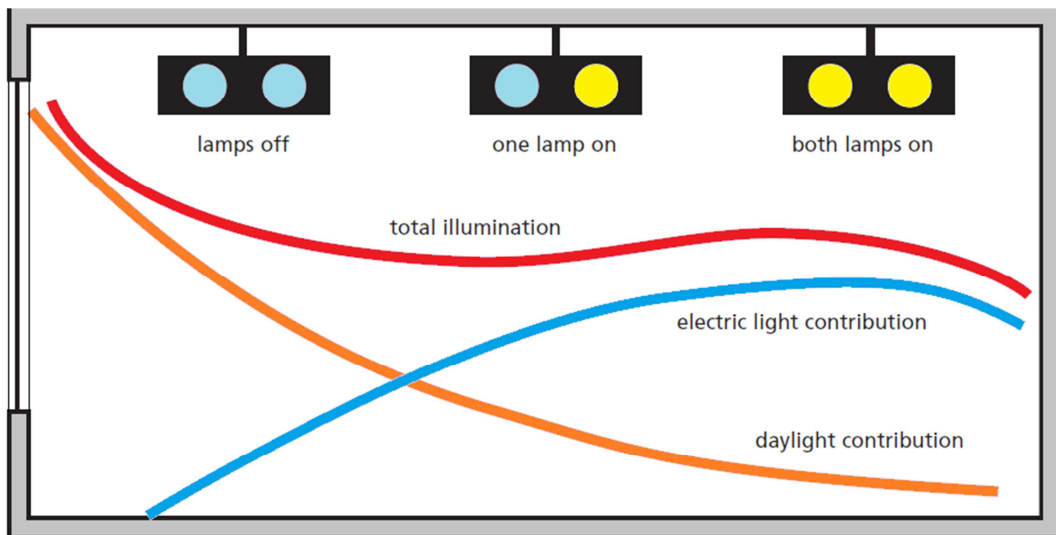 lamps off
one lamp on
both lamps on
total illumination
electric light contribution
daylight contribution